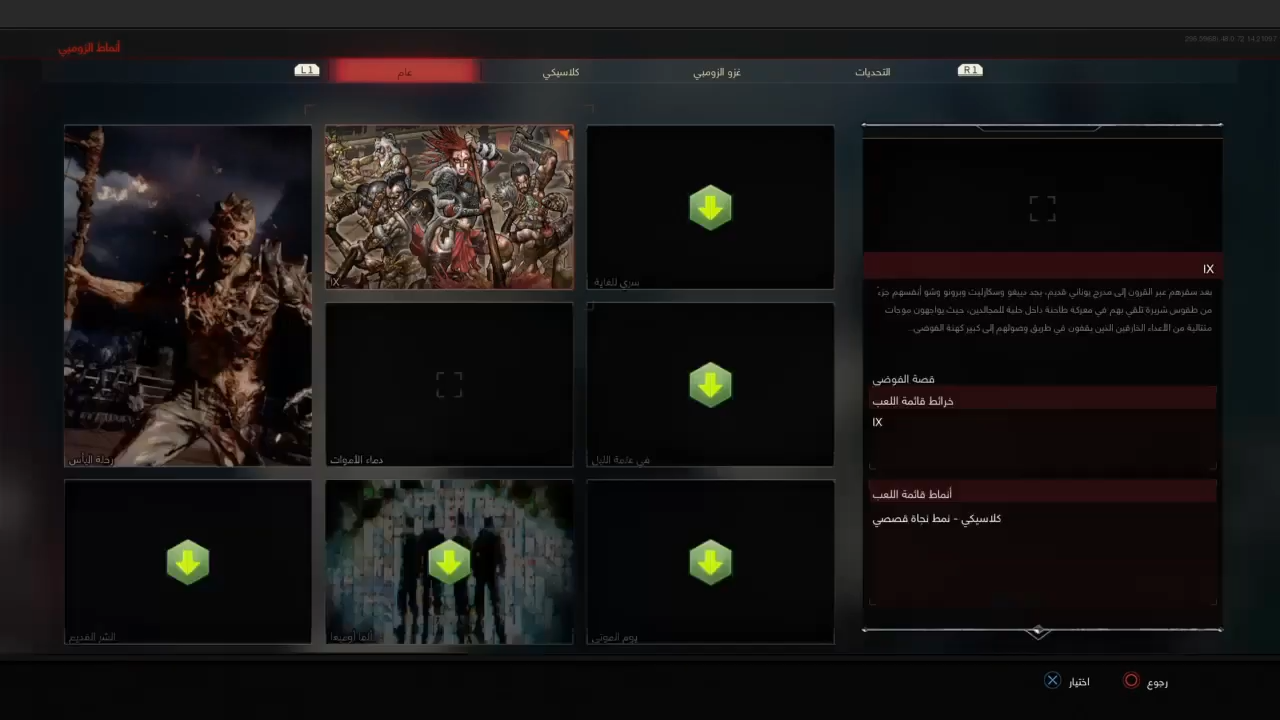 أنماط الزومبي
L1
عام
كلاسيكي
غزو الزومبي
التحديات
R1
رحلة اليأس
IX
سري للغاية
دماء الأموات
في عتمة الليل
الشر القديم
ألفا أوميغا
يوم الموتى
IX
بعد سفرهم عبر القرون إلى مدرج يوناني قديم، يجد دييغو وسكارليت وبرونو وشو أنفسهم جزءً
من طقوس شريرة تلقي بهم في معركة طاحنة داخل حلبة للمجالدين، حيث يواجهون موجات
متتالية من الأعداء الخارقين الذين يقفون في طريق وصولهم إلى كبير كهنة الفوضى.
قصة الفوضى
خرائط قائمة اللعب
IX
أنماط قائمة اللعب
كلاسيكي - نمط نجاة قصصي
اختيار
رجوع